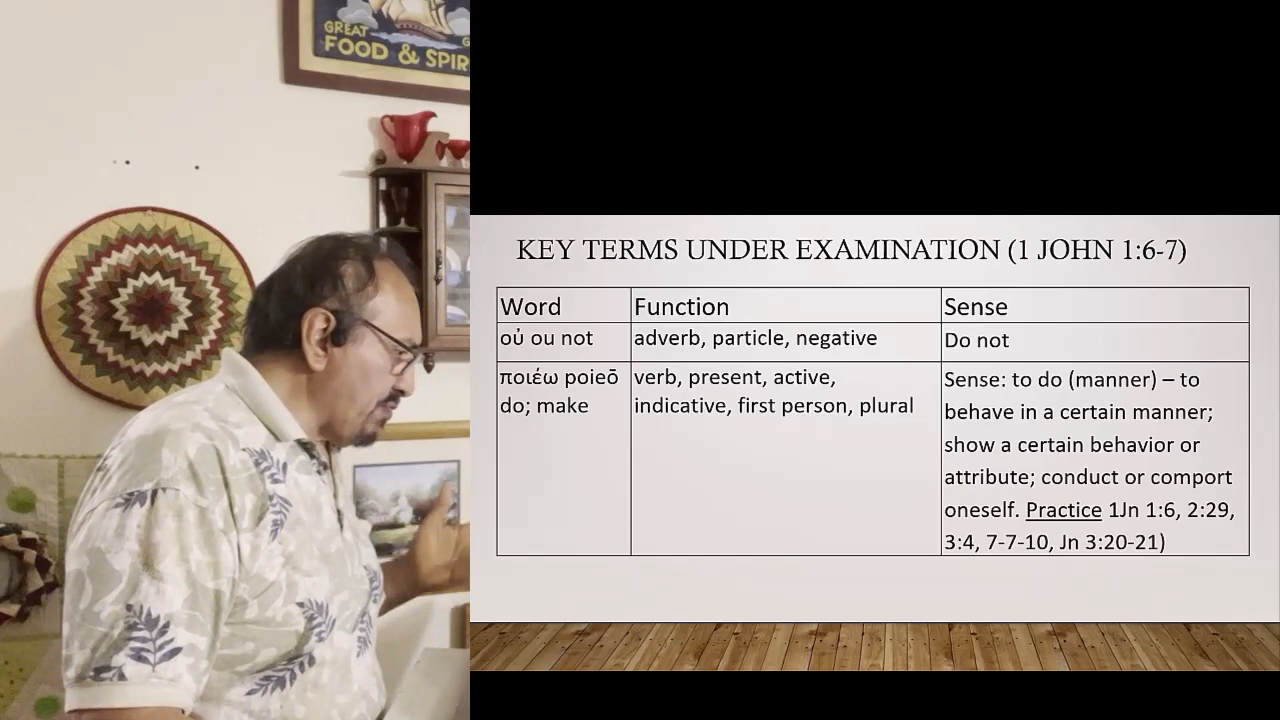 GREAT
FOOD & SPIR
KEY TERMS UNDER EXAMINATION (1 JOHN 1:6-7)
Word Function Sense
οὐ ou not adverb, particle, negative Do not
ποιέω poieō verb, present, active, Sense: to do (manner) – to
do; make indicative, first person, plural behave in a certain manner;
show a certain behavior or
attribute; conduct or comport
oneself. Practice 1Jn 1:6, 2:29,
3:4, 7-7-10, Jn 3:20-21)